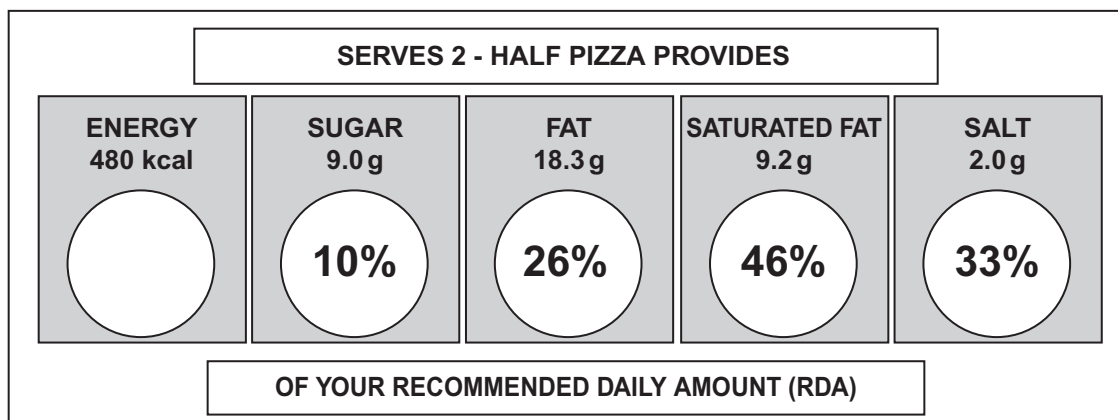 SERVES 2 - HALF PIZZA PROVIDES
ENERGY
480 kcal
SUGAR
9.0 g
10%
FAT
18.3 g
26%
SATURATED FAT
9.2 g
46%
SALT
2.0 g
33%
OF YOUR RECOMMENDED DAILY AMOUNT (RDA)